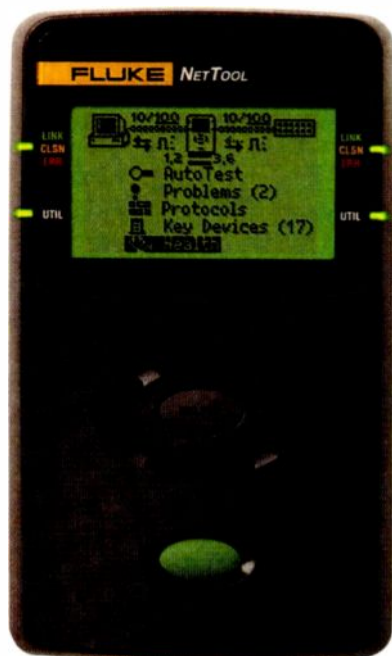 FLUKE NETTOOL
LINK
CLSN
ERR
UTIL
10/100 10/100
1,2 3,6
AutoTest
Problems (2)
Protocols
Key Devices (17)
Health
LINK
CLSN
ERR
UTIL